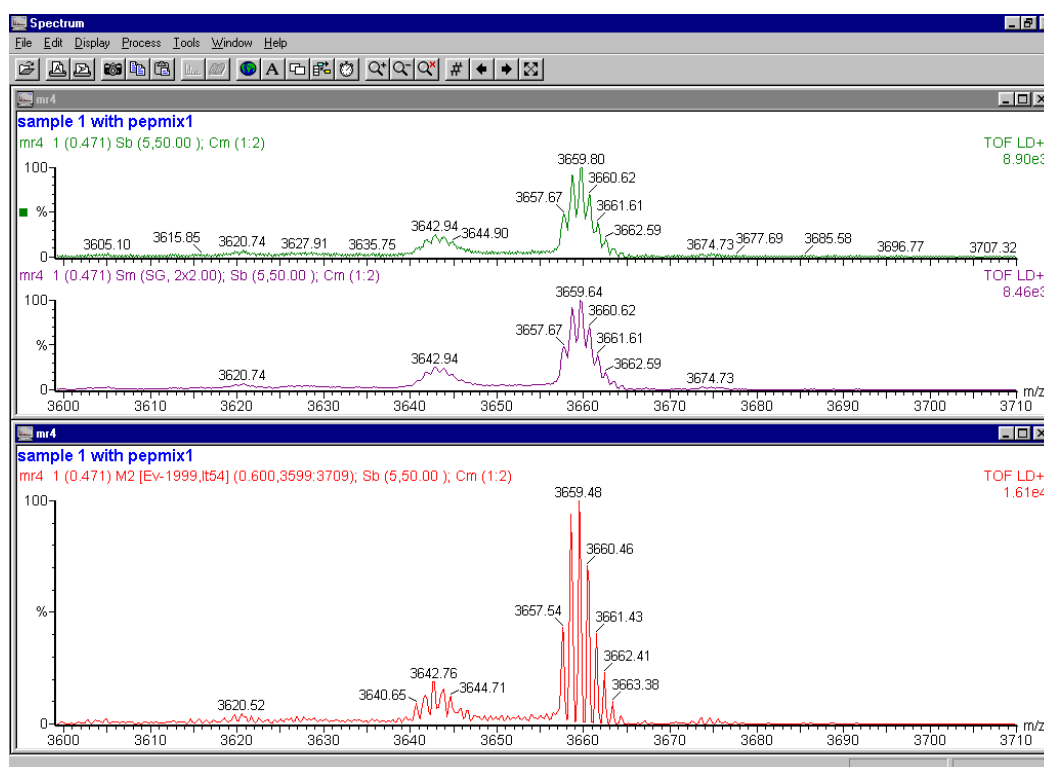 Spectrum
File Edit Display Process Tools Window Help
mr4
sample 1 with pepmix1
mr4 1 (0.471) Sb (5,50.00 ); Cm (1:2)
TOF LD+
8.90e3
100
%
0
3605.10
3615.85
3620.74
3627.91
3635.75
3642.94
3644.90
3657.67
3659.80
3660.62
3661.61
3662.59
3674.73
3677.69
3685.58
3696.77
3707.32
mr4 1 (0.471) Sm (SG, 2x2.00); Sb (5,50.00 ); Cm (1:2)
TOF LD+
8.46e3
100
%
0
3620.74
3642.94
3657.67
3659.64
3660.62
3661.61
3662.59
3674.73
3600 3610 3620 3630 3640 3650 3660 3670 3680 3690 3700 3710 m/z
mr4
sample 1 with pepmix1
mr4 1 (0.471) M2 [Ev-1999,It54] (0.600,3599:3709); Sb (5,50.00 ); Cm (1:2)
TOF LD+
1.61e4
100
%
0
3620.52
3640.65
3642.76
3644.71
3657.54
3659.48
3660.46
3661.43
3662.41
3663.38
3600 3610 3620 3630 3640 3650 3660 3670 3680 3690 3700 3710 m/z